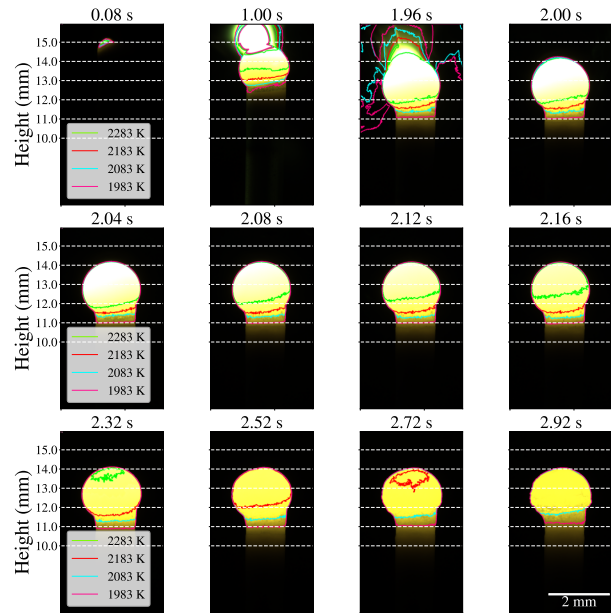 0.08 s 1.00 s 1.96 s 2.00 s
Height (mm)
15.0
14.0
13.0
12.0
11.0
10.0
2283 K
2183 K
2083 K
1983 K
2.04 s 2.08 s 2.12 s 2.16 s
Height (mm)
15.0
14.0
13.0
12.0
11.0
10.0
2283 K
2183 K
2083 K
1983 K
2.32 s 2.52 s 2.72 s 2.92 s
Height (mm)
15.0
14.0
13.0
12.0
11.0
10.0
2283 K
2183 K
2083 K
1983 K
2 mm